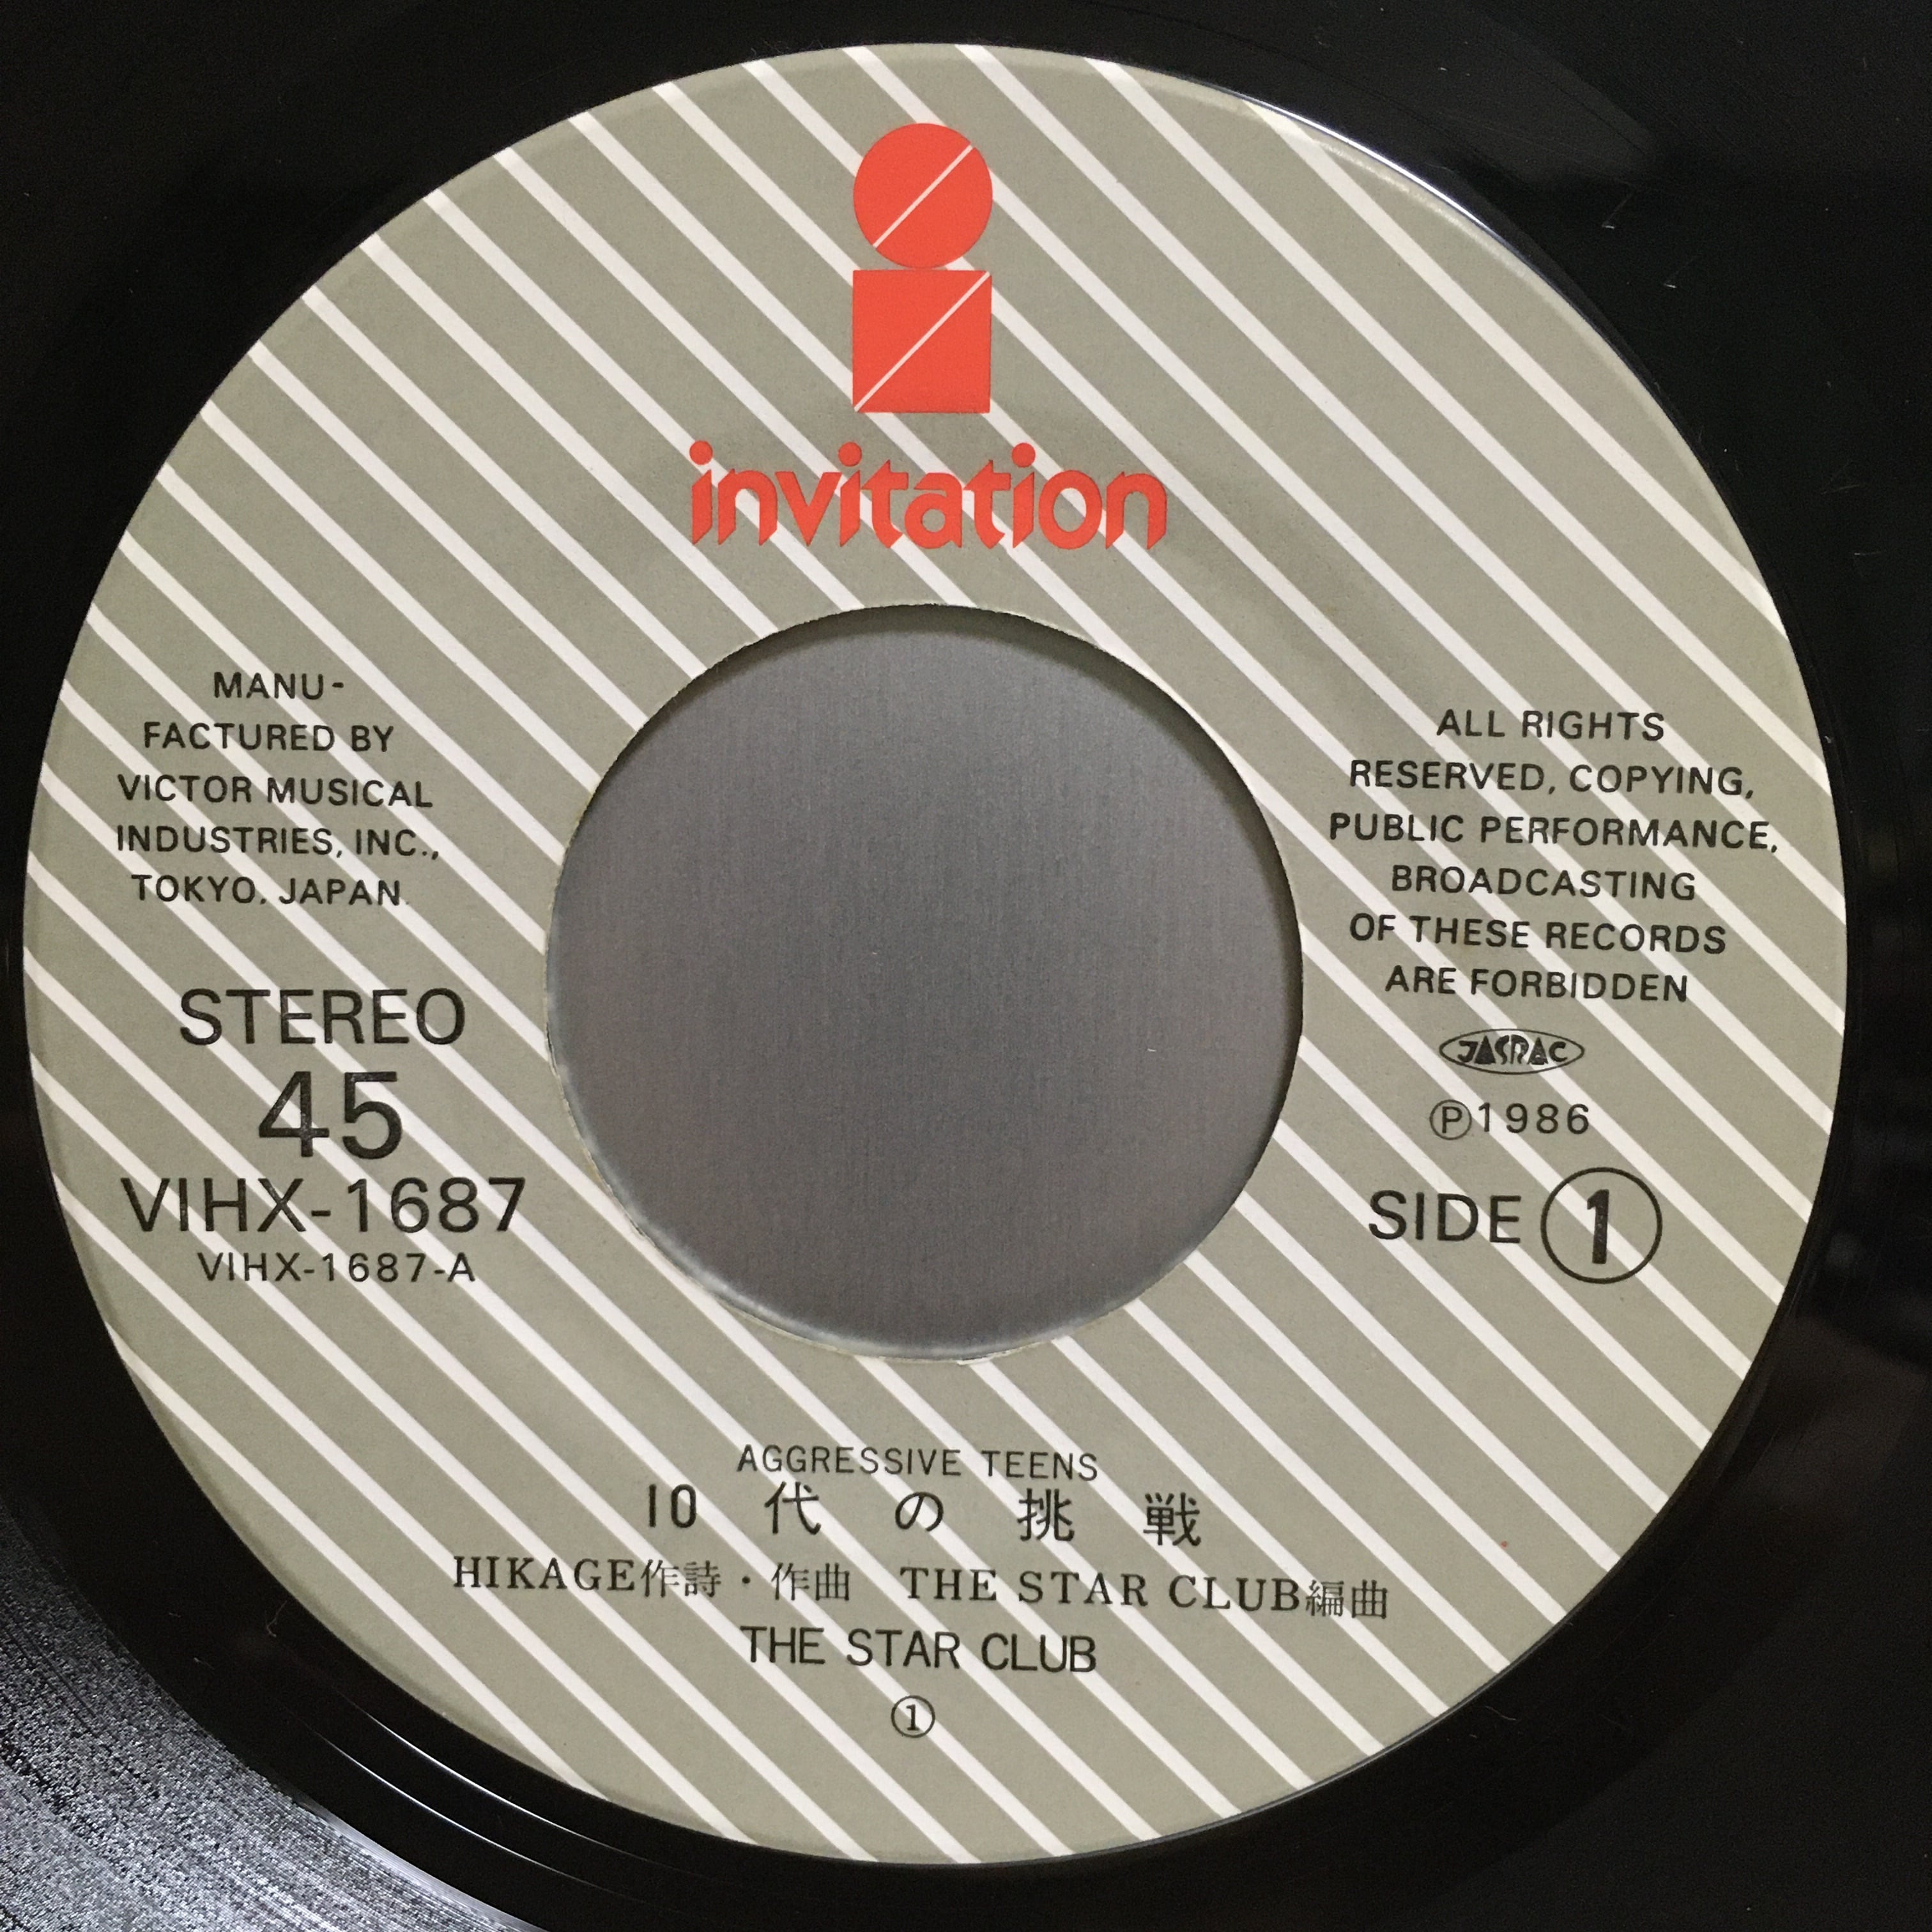 invitation
MANU-
FACTURED BY
VICTOR MUSICAL
INDUSTRIES, INC.,
TOKYO, JAPAN.
STEREO
45
VIHX-1687
VIHX-1687-A
ALL RIGHTS
RESERVED, COPYING,
PUBLIC PERFORMANCE,
BROADCASTING
OF THESE RECORDS
ARE FORBIDDEN
JASRAC
Ⓟ1986
SIDE ①
AGGRESSIVE TEENS
10代の挑戦
HIKAGE作詩・作曲 THE STAR CLUB編曲
THE STAR CLUB
①